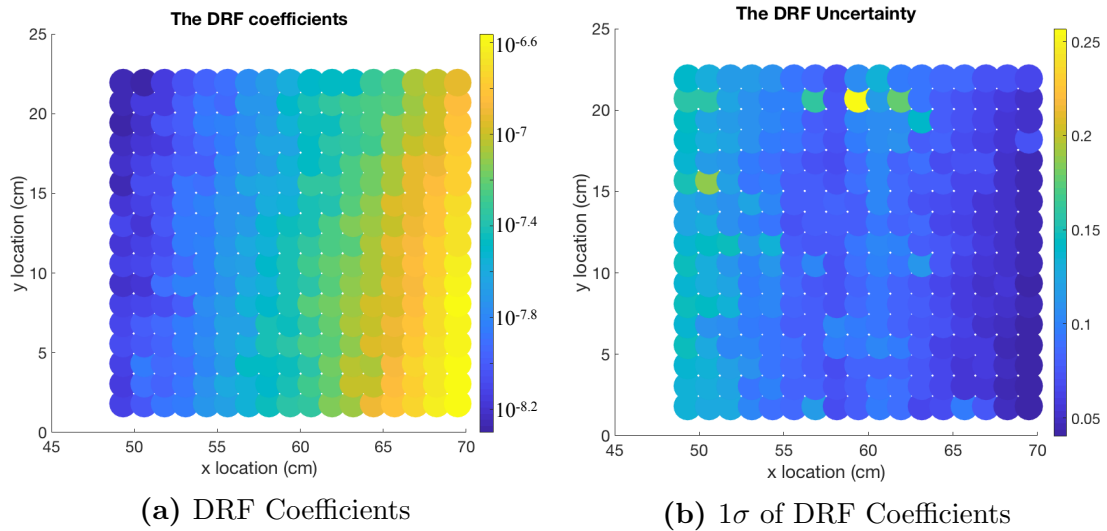 The DRF coefficients
25
20
15
10
5
0
y location (cm)
45 50 55 60 65 70
x location (cm)
10^-6.6
10^-7
10^-7.4
10^-7.8
10^-8.2
(a) DRF Coefficients
The DRF Uncertainty
25
20
15
10
5
0
y location (cm)
45 50 55 60 65 70
x location (cm)
0.25
0.2
0.15
0.1
0.05
(b) 1σ of DRF Coefficients